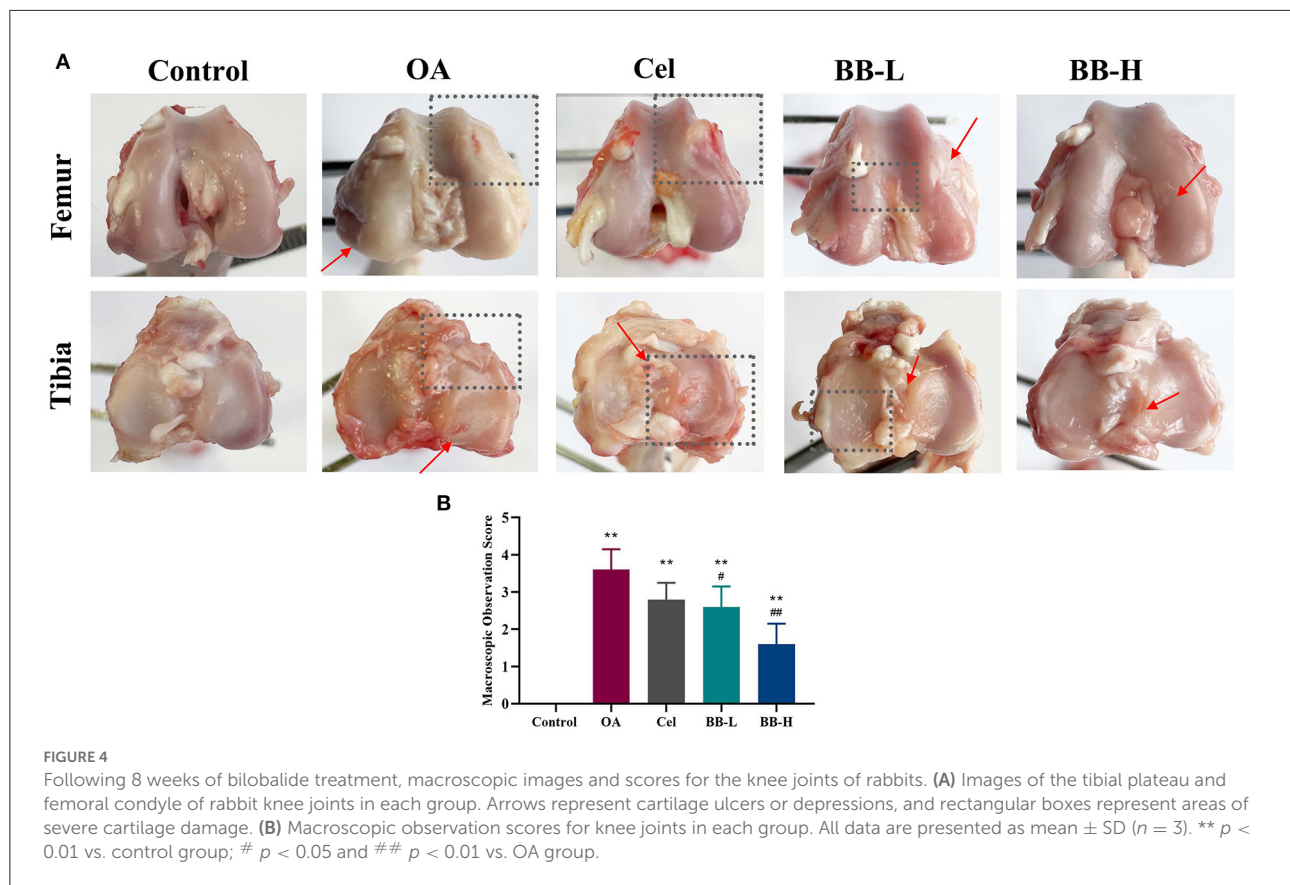 A
Control OA Cel BB-L BB-H
Femur
Tibia
B
Macroscopic Observation Score
5
4
3
2
1
0
**
**
**
#
**
##
Control OA Cel BB-L BB-H
FIGURE 4
Following 8 weeks of bilobalide treatment, macroscopic images and scores for the knee joints of rabbits. (A) Images of the tibial plateau and
femoral condyle of rabbit knee joints in each group. Arrows represent cartilage ulcers or depressions, and rectangular boxes represent areas of
severe cartilage damage. (B) Macroscopic observation scores for knee joints in each group. All data are presented as mean ± SD (n = 3). ** p <
0.01 vs. control group; # p < 0.05 and ## p < 0.01 vs. OA group.